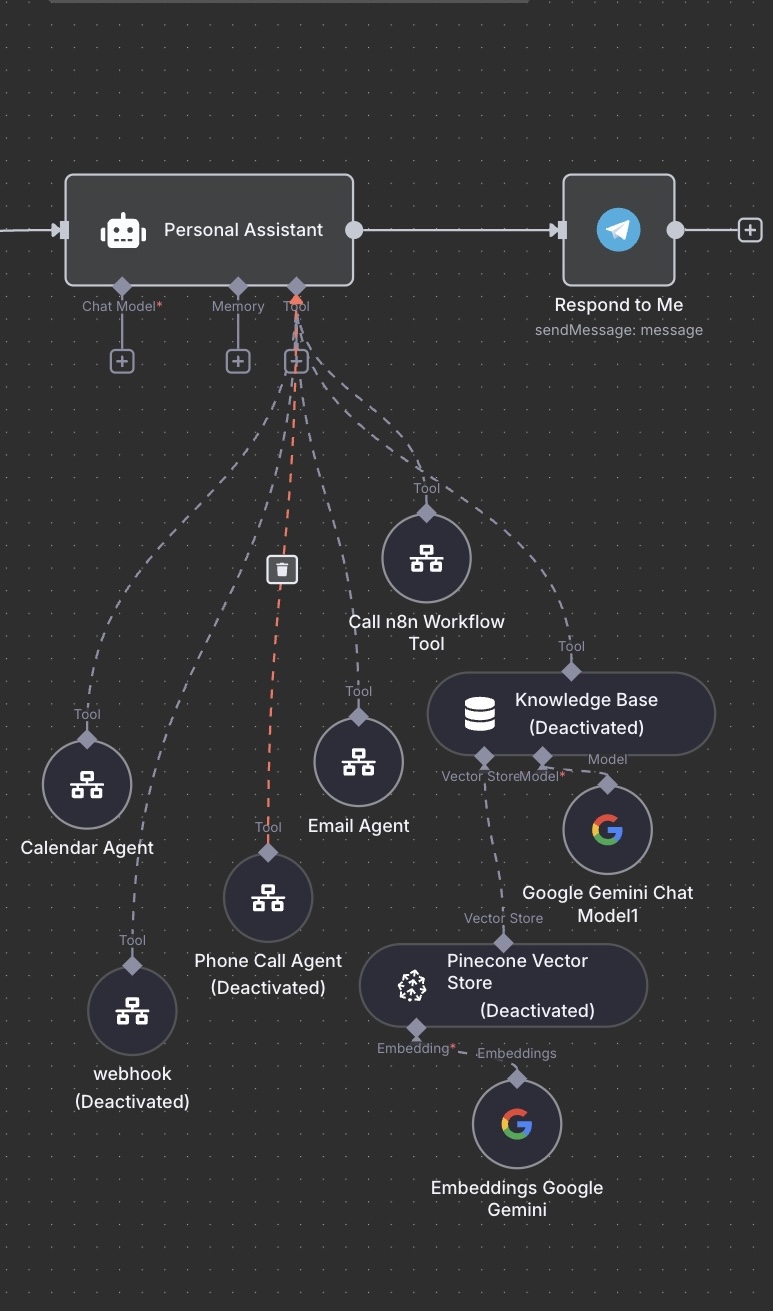 Personal Assistant
Chat Model*
Memory
Tool
Respond to Me
sendMessage: message
Tool
Call n8n Workflow
Tool
Tool
Knowledge Base
(Deactivated)
Vector Store
Model*
Model
Google Gemini Chat
Model1
Tool
Email Agent
Tool
Calendar Agent
Tool
Phone Call Agent
(Deactivated)
Vector Store
Pinecone Vector
Store
(Deactivated)
Embedding*
Embeddings
Embeddings Google
Gemini
Tool
webhook
(Deactivated)